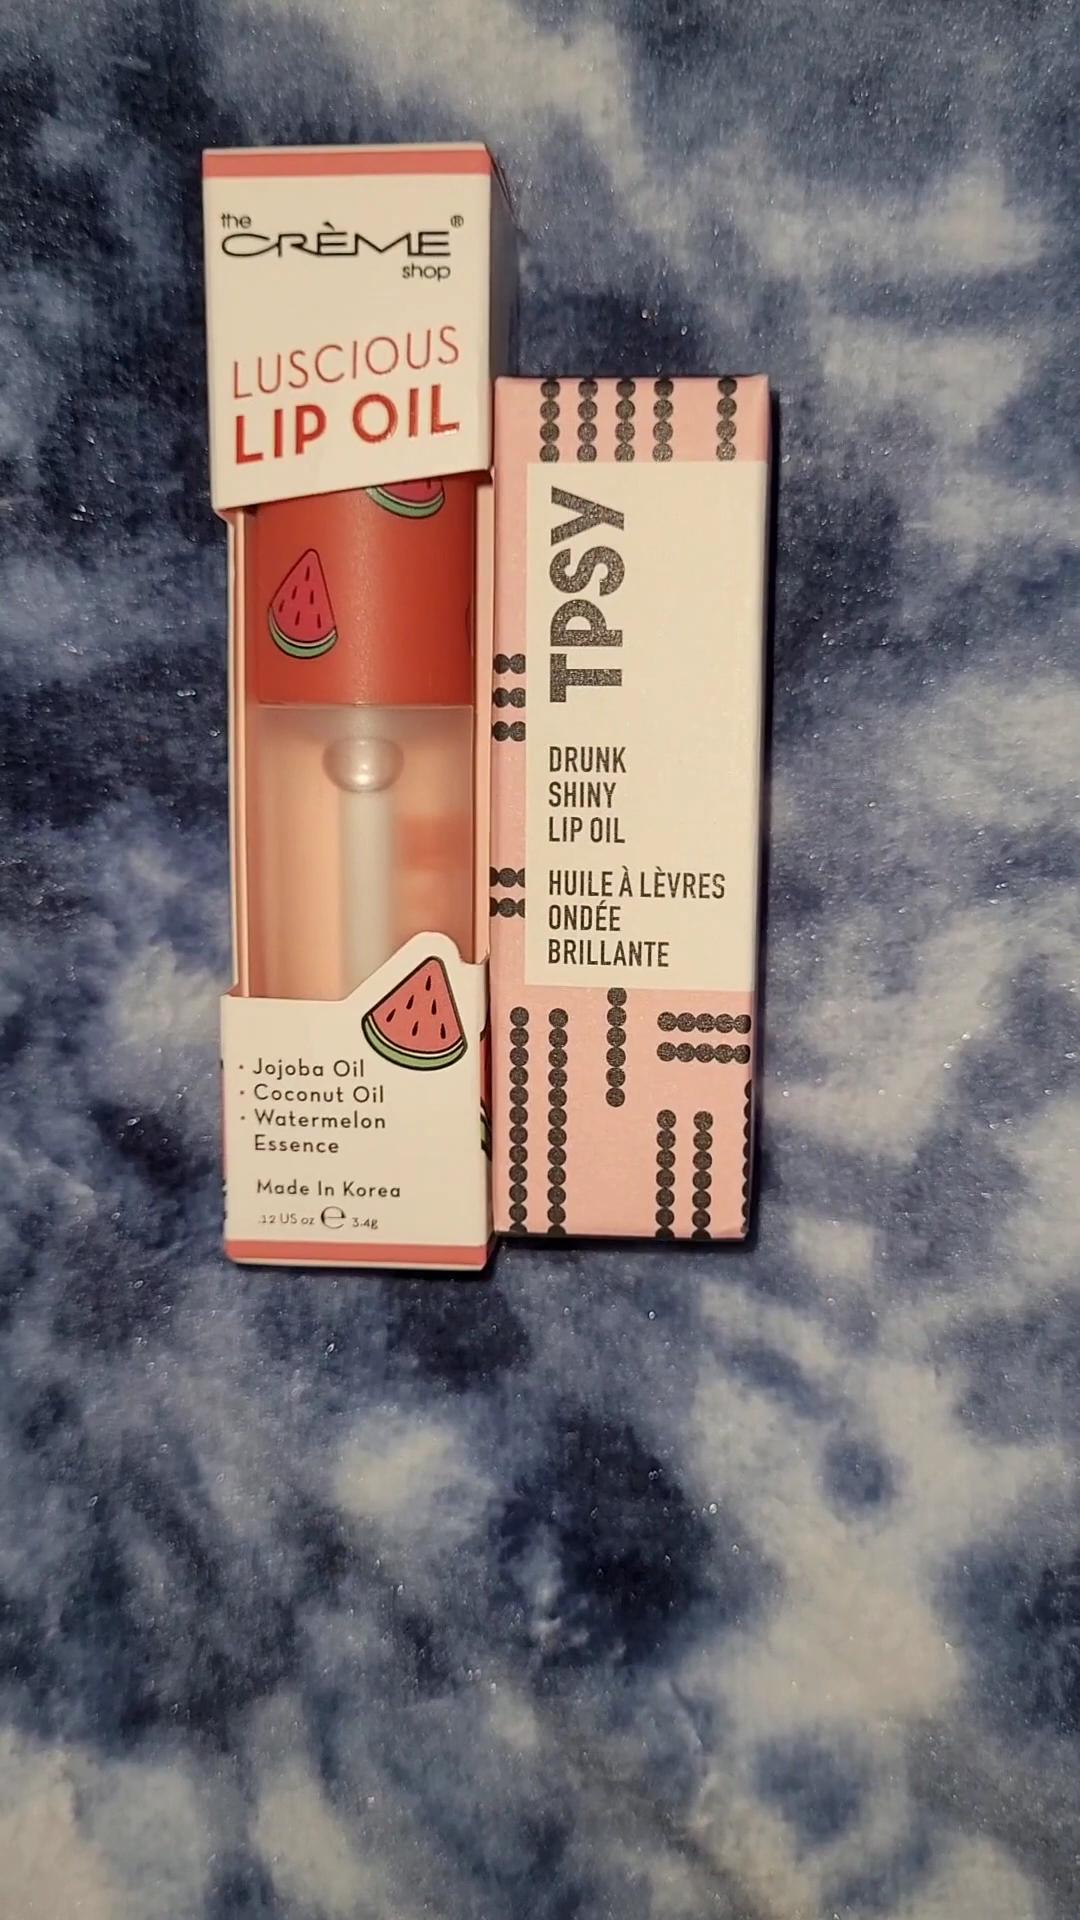 the
CRÈME®
shop
LUSCIOUS
LIP OIL
• Jojoba Oil
• Coconut Oil
• Watermelon
Essence
Made In Korea
.12 US oz ℮ 3.4g
TPSY
DRUNK
SHINY
LIP OIL
HUILE À LÈVRES
ONDÉE
BRILLANTE